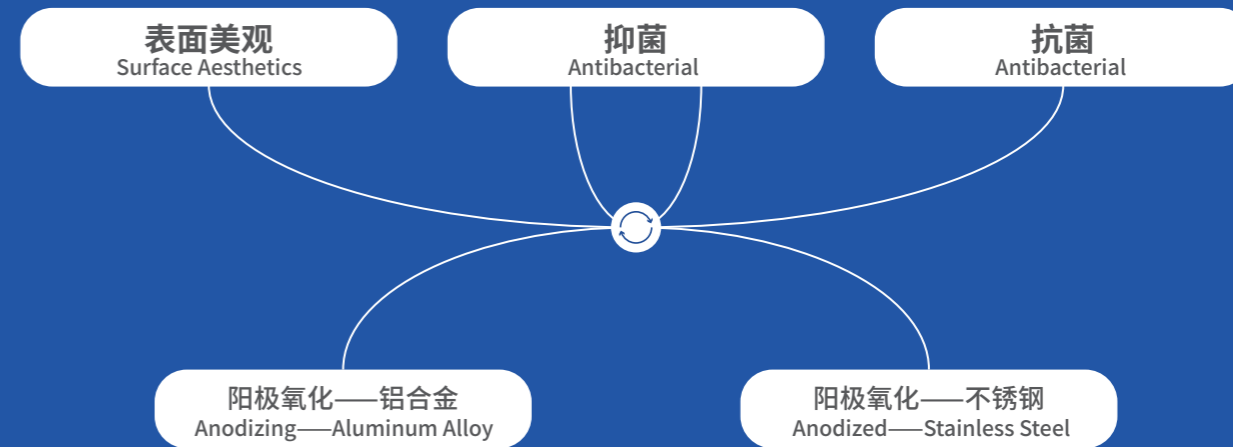 表面美观
Surface Aesthetics
抑菌
Antibacterial
抗菌
Antibacterial
阳极氧化——铝合金
Anodizing——Aluminum Alloy
阳极氧化——不锈钢
Anodized——Stainless Steel